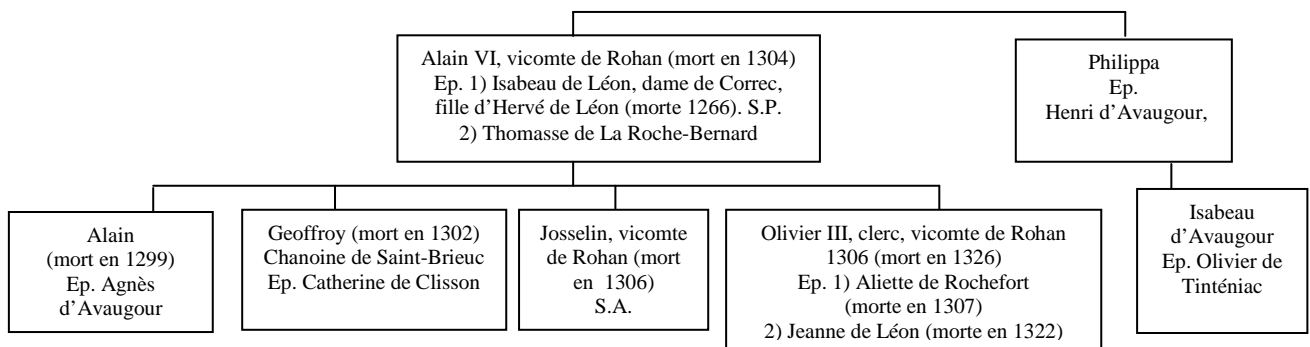 Alain VI, vicomte de Rohan (mort en 1304)
Ep. 1) Isabeau de Léon, dame de Correc,
fille d’Hervé de Léon (morte 1266). S.P.
2) Thomasse de La Roche-Bernard
Philippa
Ep.
Henri d’Avaugour,
Alain
(mort en 1299)
Ep. Agnès
d’Avaugour
Geoffroy (mort en 1302)
Chanoine de Saint-Brieuc
Ep. Catherine de Clisson
Josselin, vicomte
de Rohan (mort
en 1306)
S.A.
Olivier III, clerc, vicomte de Rohan
1306 (mort en 1326)
Ep. 1) Aliette de Rochefort
(morte en 1307)
2) Jeanne de Léon (morte en 1322)
Isabeau
d’Avaugour
Ep. Olivier de
Tinténiac